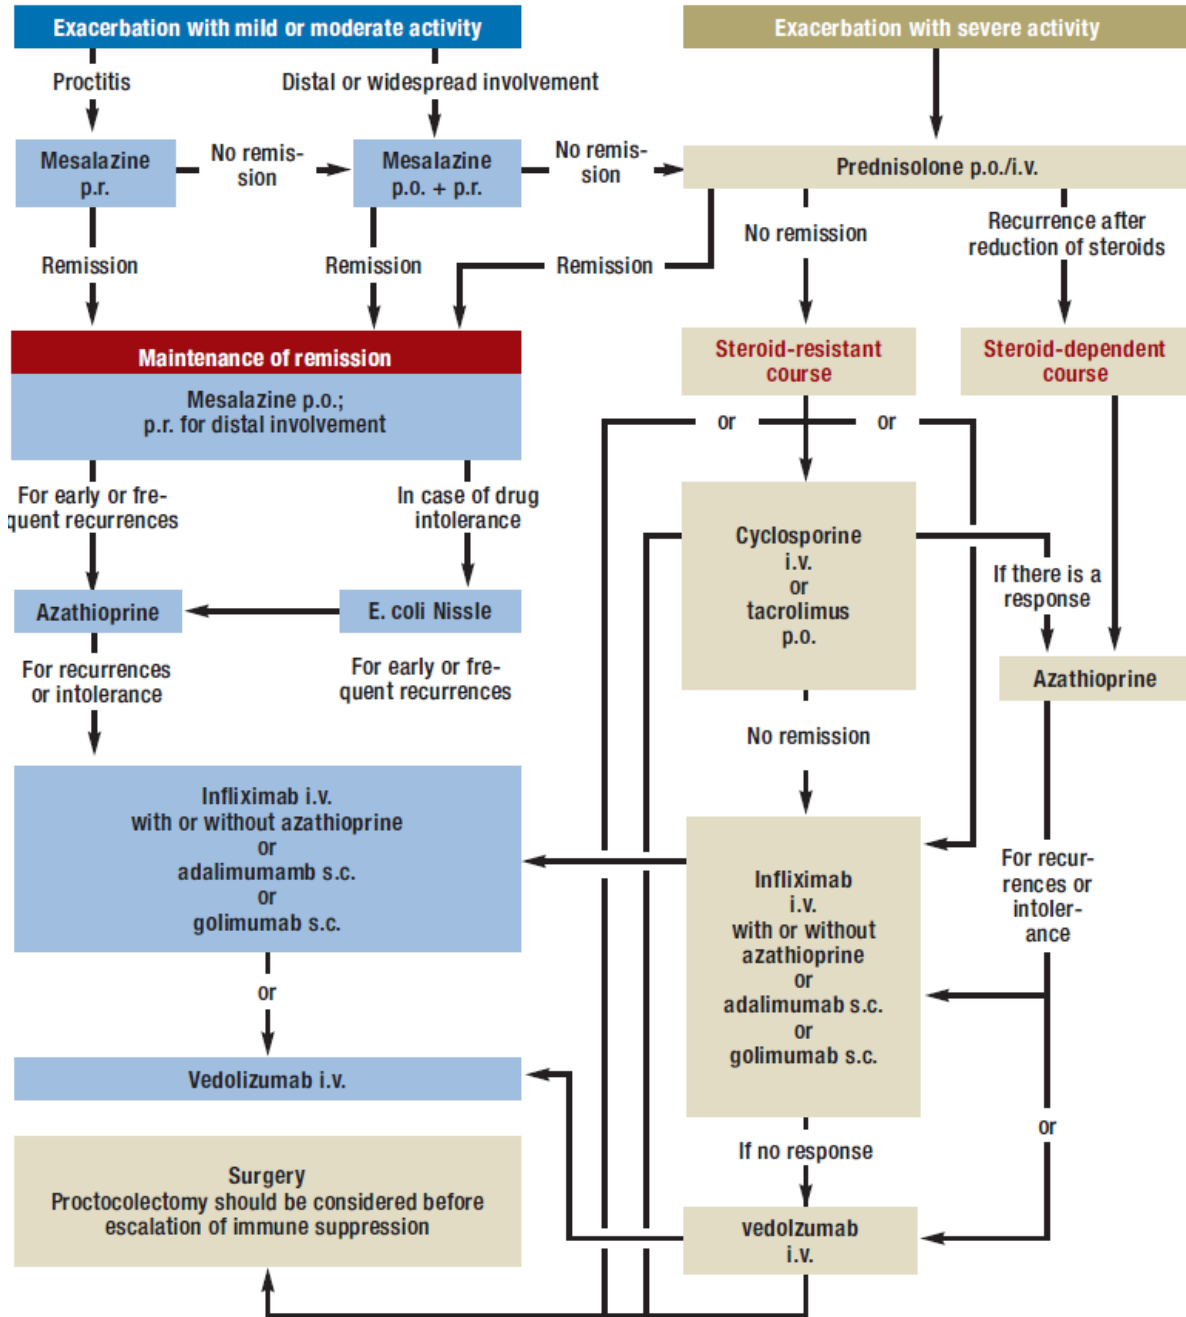 Exacerbation with mild or moderate activity
Exacerbation with severe activity
Proctitis
Distal or widespread involvement
Mesalazine
p.r.
No remis-
sion
Mesalazine
p.o. + p.r.
No remis-
sion
Prednisolone p.o./i.v.
Remission
Remission
Remission
No remission
Recurrence after
reduction of steroids
Maintenance of remission
Mesalazine p.o.;
p.r. for distal involvement
Steroid-resistant
course
Steroid-dependent
course
or
or
For early or fre-
quent recurrences
In case of drug
intolerance
Cyclosporine
i.v.
or
tacrolimus
p.o.
If there is a
response
Azathioprine
E. coli Nissle
For recurrences
or intolerance
For early or fre-
quent recurrences
Azathioprine
No remission
Infliximab i.v.
with or without azathioprine
or
adalimumamb s.c.
or
golimumab s.c.
Infliximab
i.v.
with or without
azathioprine
or
adalimumab s.c.
or
golimumab s.c.
For recur-
rences or
intoler-
ance
or
Vedolizumab i.v.
or
If no response
Surgery
Proctocolectomy should be considered before
escalation of immune suppression
vedolzumab
i.v.